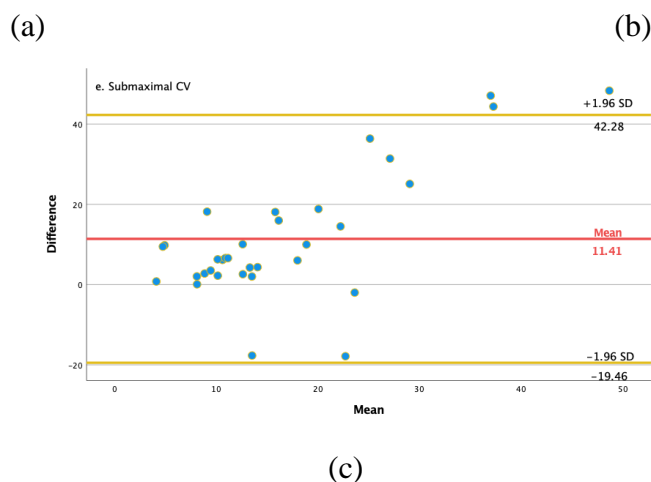 (a) (b)
e. Submaximal CV
+1.96 SD
42.28
40
20
Mean
11.41
0
−1.96 SD
-20
−19.46
Difference
0 10 20 30 40 50
Mean
(c)